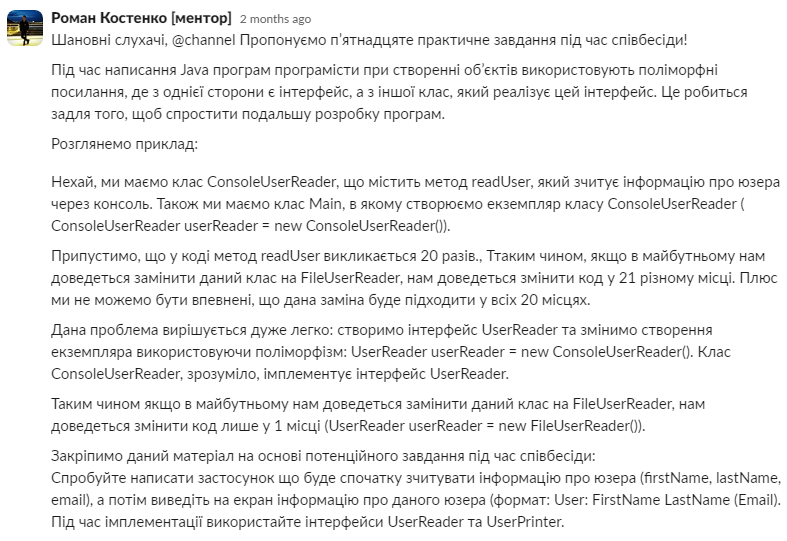 Роман Костенко [ментор] 2 months ago
Шановні слухачі, @channel Пропонуємо п’ятнадцяте практичне завдання під час співбесіди!
Під час написання Java програм програмісти при створенні об’єктів використовують поліморфні
посилання, де з однієї сторони є інтерфейс, а з іншої клас, який реалізує цей інтерфейс. Це робиться
задля того, щоб спростити подальшу розробку програм.
Розглянемо приклад:
Нехай, ми маємо клас ConsoleUserReader, що містить метод readUser, який зчитує інформацію про юзера
через консоль. Також ми маємо клас Main, в якому створюємо екземпляр класу ConsoleUserReader (
ConsoleUserReader userReader = new ConsoleUserReader()).
Припустимо, що у коді метод readUser викликається 20 разів., Ттаким чином, якщо в майбутньому нам
доведеться замінити даний клас на FileUserReader, нам доведеться змінити код у 21 різному місці. Плюс
ми не можемо бути впевнені, що дана заміна буде підходити у всіх 20 місцях.
Дана проблема вирішується дуже легко: створимо інтерфейс UserReader та змінимо створення
екземпляра використовуючи поліморфізм: UserReader userReader = new ConsoleUserReader(). Клас
ConsoleUserReader, зрозуміло, імплементує інтерфейс UserReader.
Таким чином якщо в майбутньому нам доведеться замінити даний клас на FileUserReader, нам
доведеться змінити код лише у 1 місці (UserReader userReader = new FileUserReader()).
Закріпимо даний матеріал на основі потенційного завдання під час співбесіди:
Спробуйте написати застосунок що буде спочатку зчитувати інформацію про юзера (firstName, lastName,
email), а потім виведіть на екран інформацію про даного юзера (формат: User: FirstName LastName (Email).
Під час імплементації використайте інтерфейси UserReader та UserPrinter.